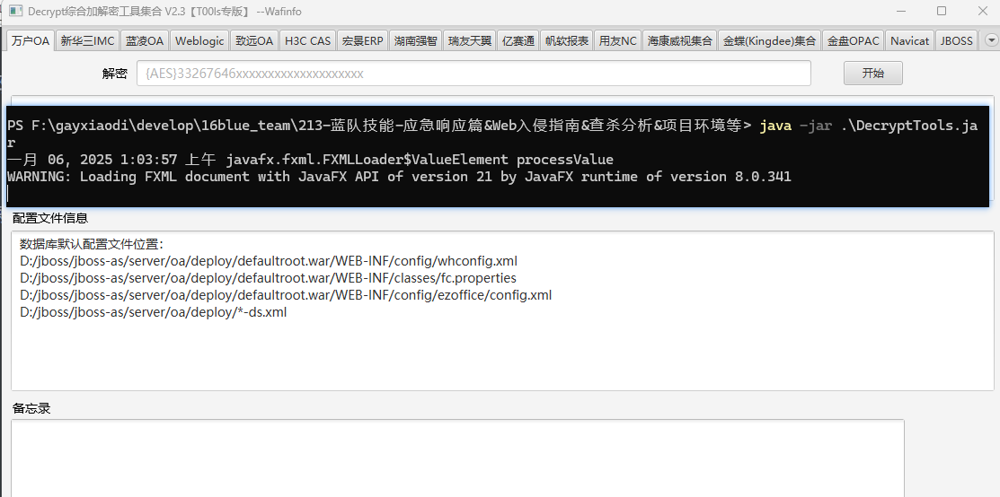 Decrypt综合加解密工具集合 V2.3【T00ls专版】 --Wafinfo
万户OA 新华三IMC 蓝凌OA Weblogic 致远OA H3C CAS 宏景ERP 湖南强智 瑞友天翼 亿赛通 帆软报表 用友NC 海康威视集合 金蝶(Kingdee)集合 金盘OPAC Navicat JBOSS
解密 {AES}33267646xxxxxxxxxxxxxxxxxxxx 开始
PS F:\gayxiaodi\develop\16blue_team\213-蓝队技能-应急响应篇&Web入侵指南&查杀分析&项目环境等> java -jar .\DecryptTools.ja
r
一月 06, 2025 1:03:57 上午 javafx.fxml.FXMLLoader$ValueElement processValue
WARNING: Loading FXML document with JavaFX API of version 21 by JavaFX runtime of version 8.0.341
配置文件信息
数据库默认配置文件位置：
D:/jboss/jboss-as/server/oa/deploy/defaultroot.war/WEB-INF/config/whconfig.xml
D:/jboss/jboss-as/server/oa/deploy/defaultroot.war/WEB-INF/classes/fc.properties
D:/jboss/jboss-as/server/oa/deploy/defaultroot.war/WEB-INF/config/ezoffice/config.xml
D:/jboss/jboss-as/server/oa/deploy/*-ds.xml
备忘录